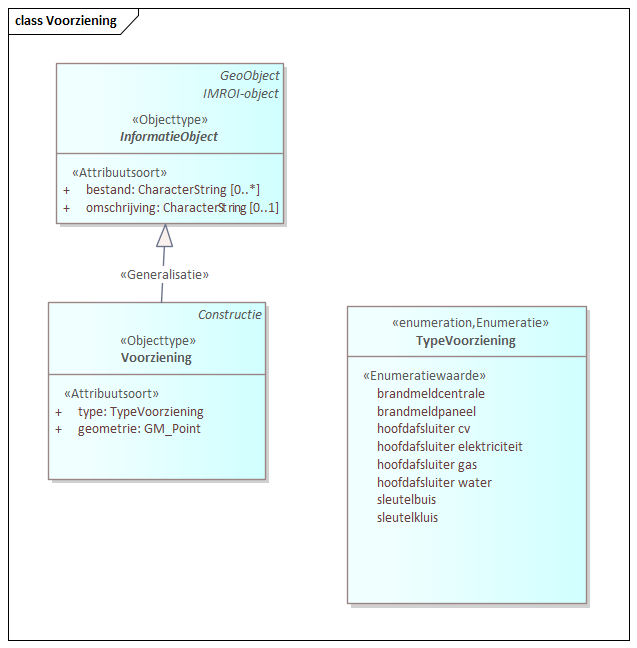 class Voorziening
GeoObject
IMROI-object
«Objecttype»
InformatieObject
«Attribuutsoort»
+ bestand: CharacterString [0..*]
+ omschrijving: CharacterString [0..1]
«Generalisatie»
Constructie
«Objecttype»
Voorziening
«Attribuutsoort»
+ type: TypeVoorziening
+ geometrie: GM_Point
«enumeration,Enumeratie»
TypeVoorziening
«Enumeratiewaarde»
brandmeldcentrale
brandmeldpaneel
hoofdafsluiter cv
hoofdafsluiter elektriciteit
hoofdafsluiter gas
hoofdafsluiter water
sleutelbuis
sleutelkluis